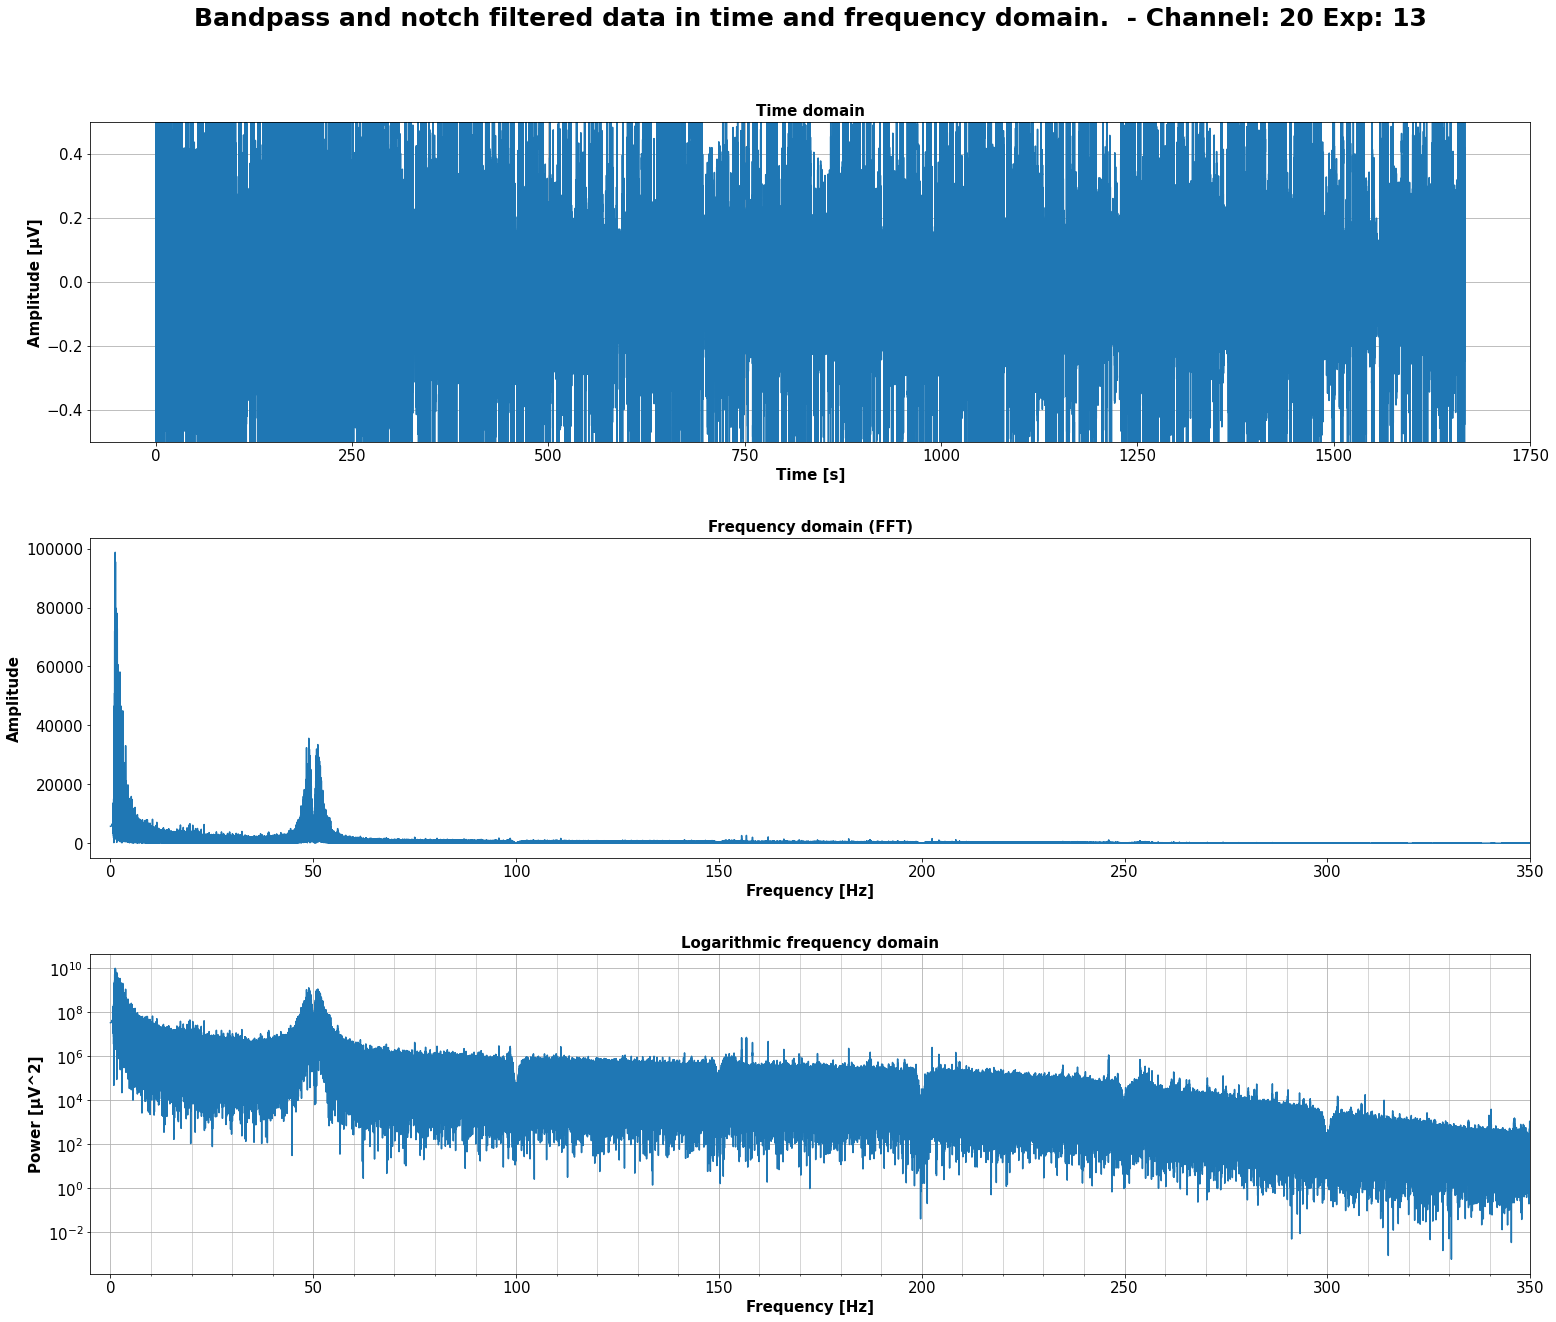 Bandpass and notch filtered data in time and frequency domain.  - Channel: 20 Exp: 13
Time domain
Amplitude [µV]
0.4
0.2
0.0
−0.2
−0.4
0 250 500 750 1000 1250 1500 1750
Time [s]
Frequency domain (FFT)
Amplitude
100000
80000
60000
40000
20000
0
0 50 100 150 200 250 300 350
Frequency [Hz]
Logarithmic frequency domain
Power [µV^2]
10^10
10^8
10^6
10^4
10^2
10^0
10^−2
0 50 100 150 200 250 300 350
Frequency [Hz]